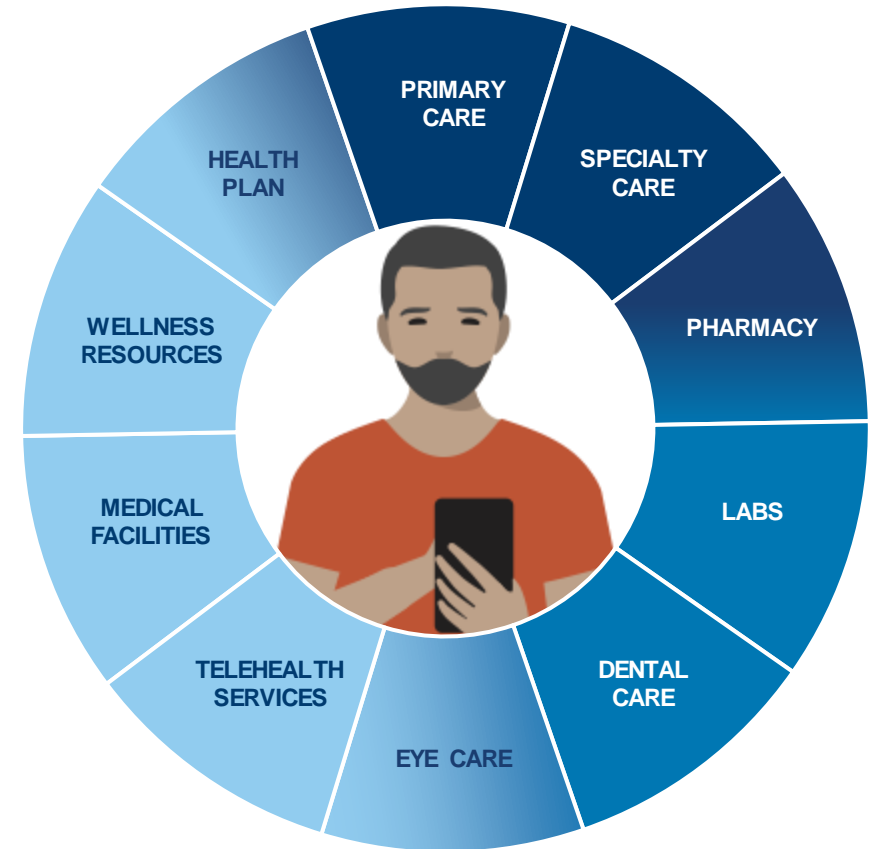 PRIMARY
CARE
SPECIALTY
CARE
PHARMACY
LABS
DENTAL
CARE
EYE CARE
TELEHEALTH
SERVICES
MEDICAL
FACILITIES
WELLNESS
RESOURCES
HEALTH
PLAN